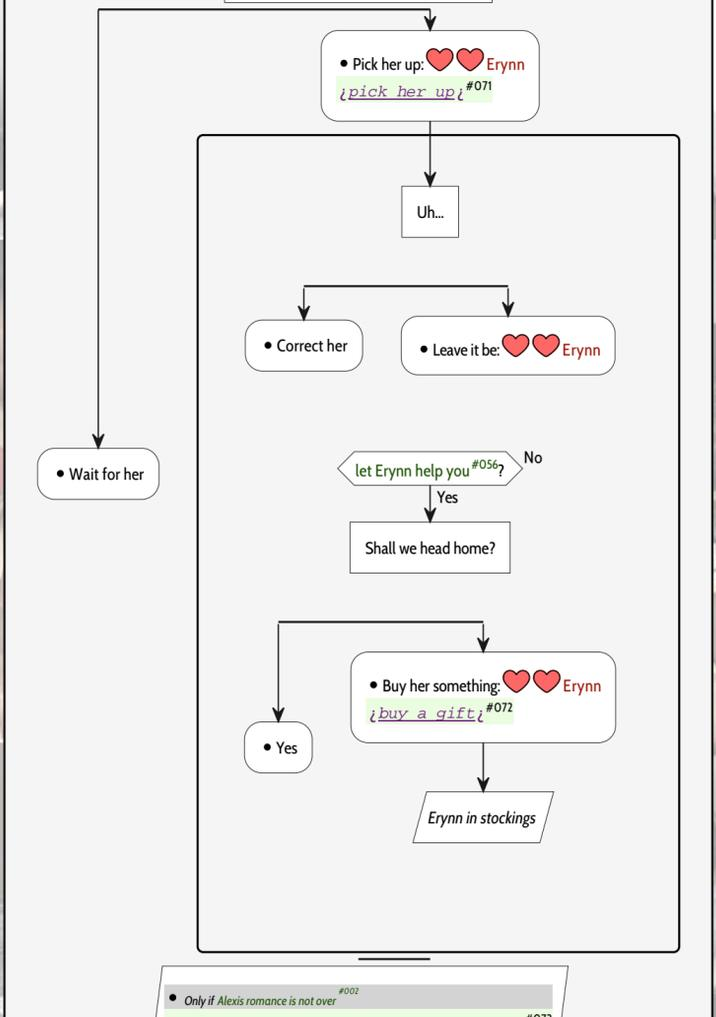 • Pick her up: Erynn
¿pick her up¿#071
Uh...
• Correct her
• Leave it be: Erynn
let Erynn help you#056?
No
• Wait for her
Yes
Shall we head home?
• Buy her something: Erynn
¿buy a gift¿#072
• Yes
Erynn in stockings
• Only if Alexis romance is not over#002